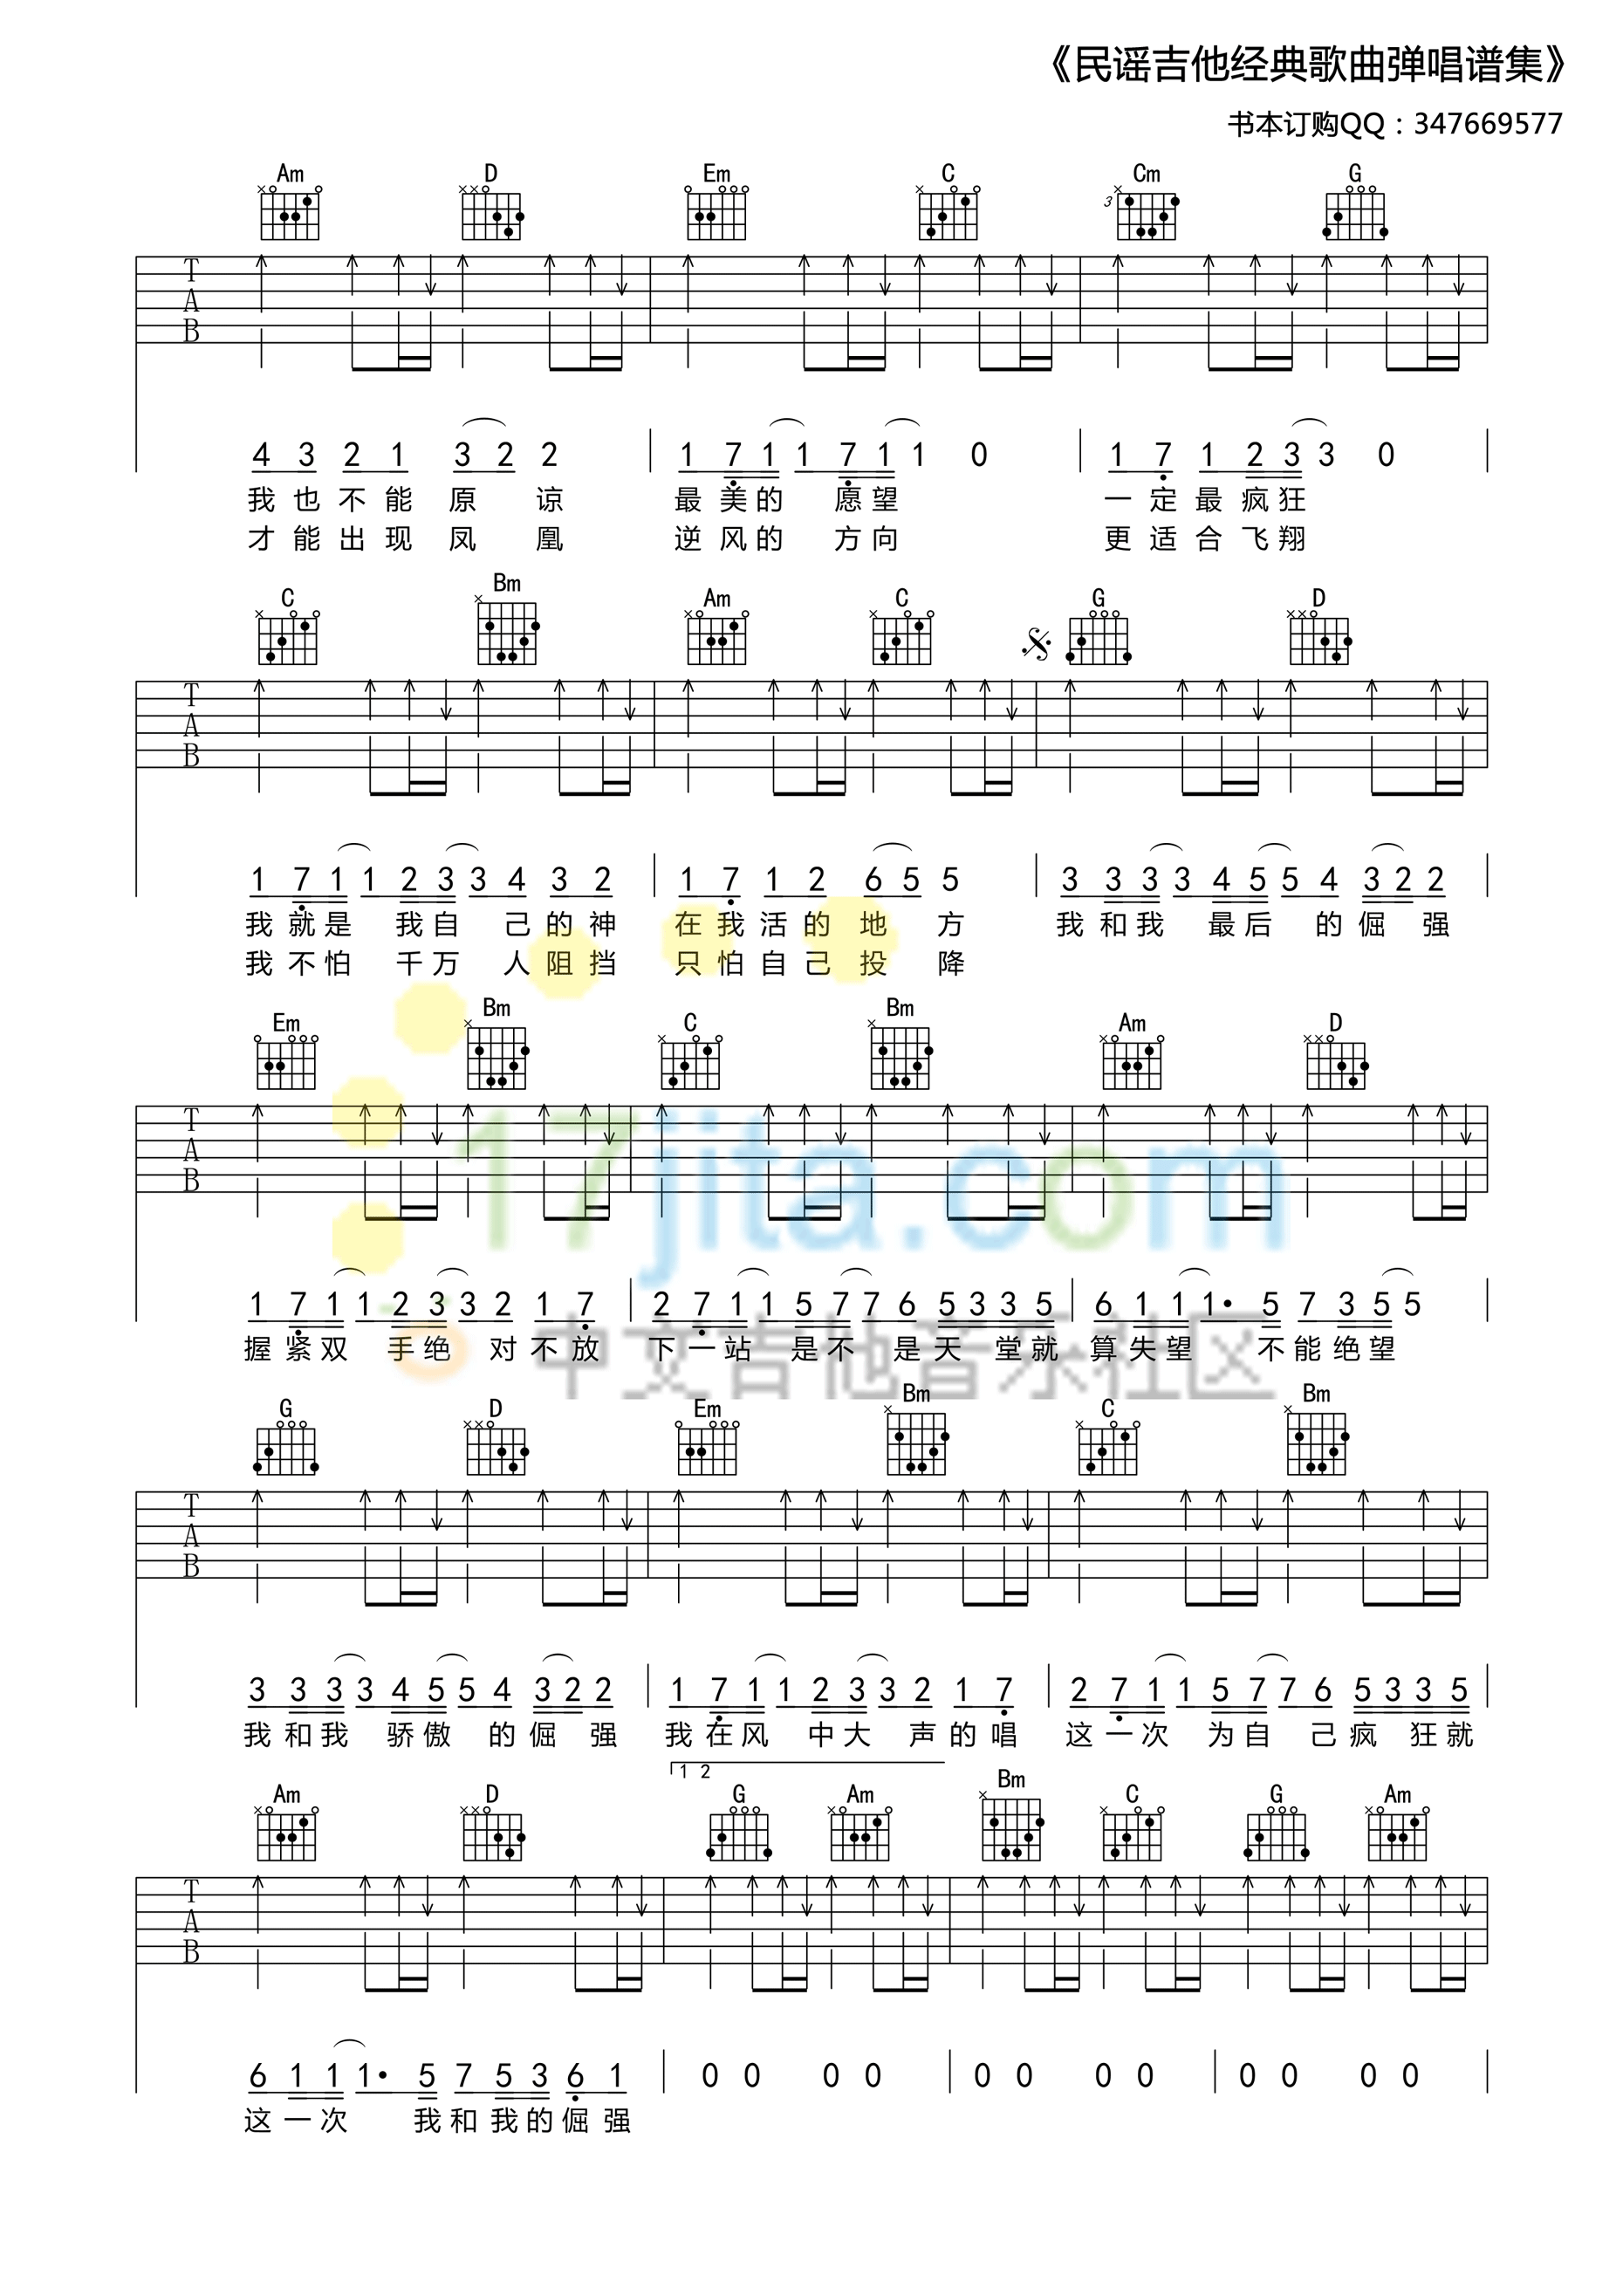 《民谣吉他经典歌曲弹唱谱集》
书本订购QQ：347669577
Am D Em C Cm G
3
T A B
4 3 2 1 3 2 2 | 1 7 1 1 7 1 1 0 | 1 7 1 2 3 3 0 |
我也不能原谅 最美的愿望 一定最疯狂
才能出现凤凰 逆风的方向 更适合飞翔
C Bm Am C G D
T A B
1 7 1 1 2 3 3 4 3 2 | 1 7 1 2 6 5 5 | 3 3 3 3 4 5 5 4 3 2 2 |
我就是我自己的神 在我活的地方 我和我最后的倔强
我不怕千万人阻挡 只怕自己投降
Em Bm C Bm Am D
T A B
17jita.com
1 7 1 1 2 3 3 2 1 7 | 2 7 1 1 5 7 7 6 5 3 3 5 | 6 1 1 1• 5 7 3 5 5 |
握紧双手绝对不放 下一站是不是天堂就 算失望不能绝望
中文吉他音乐社区
G D Em Bm C Bm
T A B
3 3 3 3 4 5 5 4 3 2 2 | 1 7 1 1 2 3 3 2 1 7 | 2 7 1 1 5 7 7 6 5 3 3 5 |
我和我骄傲的倔强 我在风中大声的唱 这一次为自己疯狂就
1 2
Am D G Am Bm C G Am
T A B
6 1 1 1• 5 7 5 3 6 1 | 0 0 0 0 | 0 0 0 0 | 0 0 0 0 |
这一次 我和我的倔强